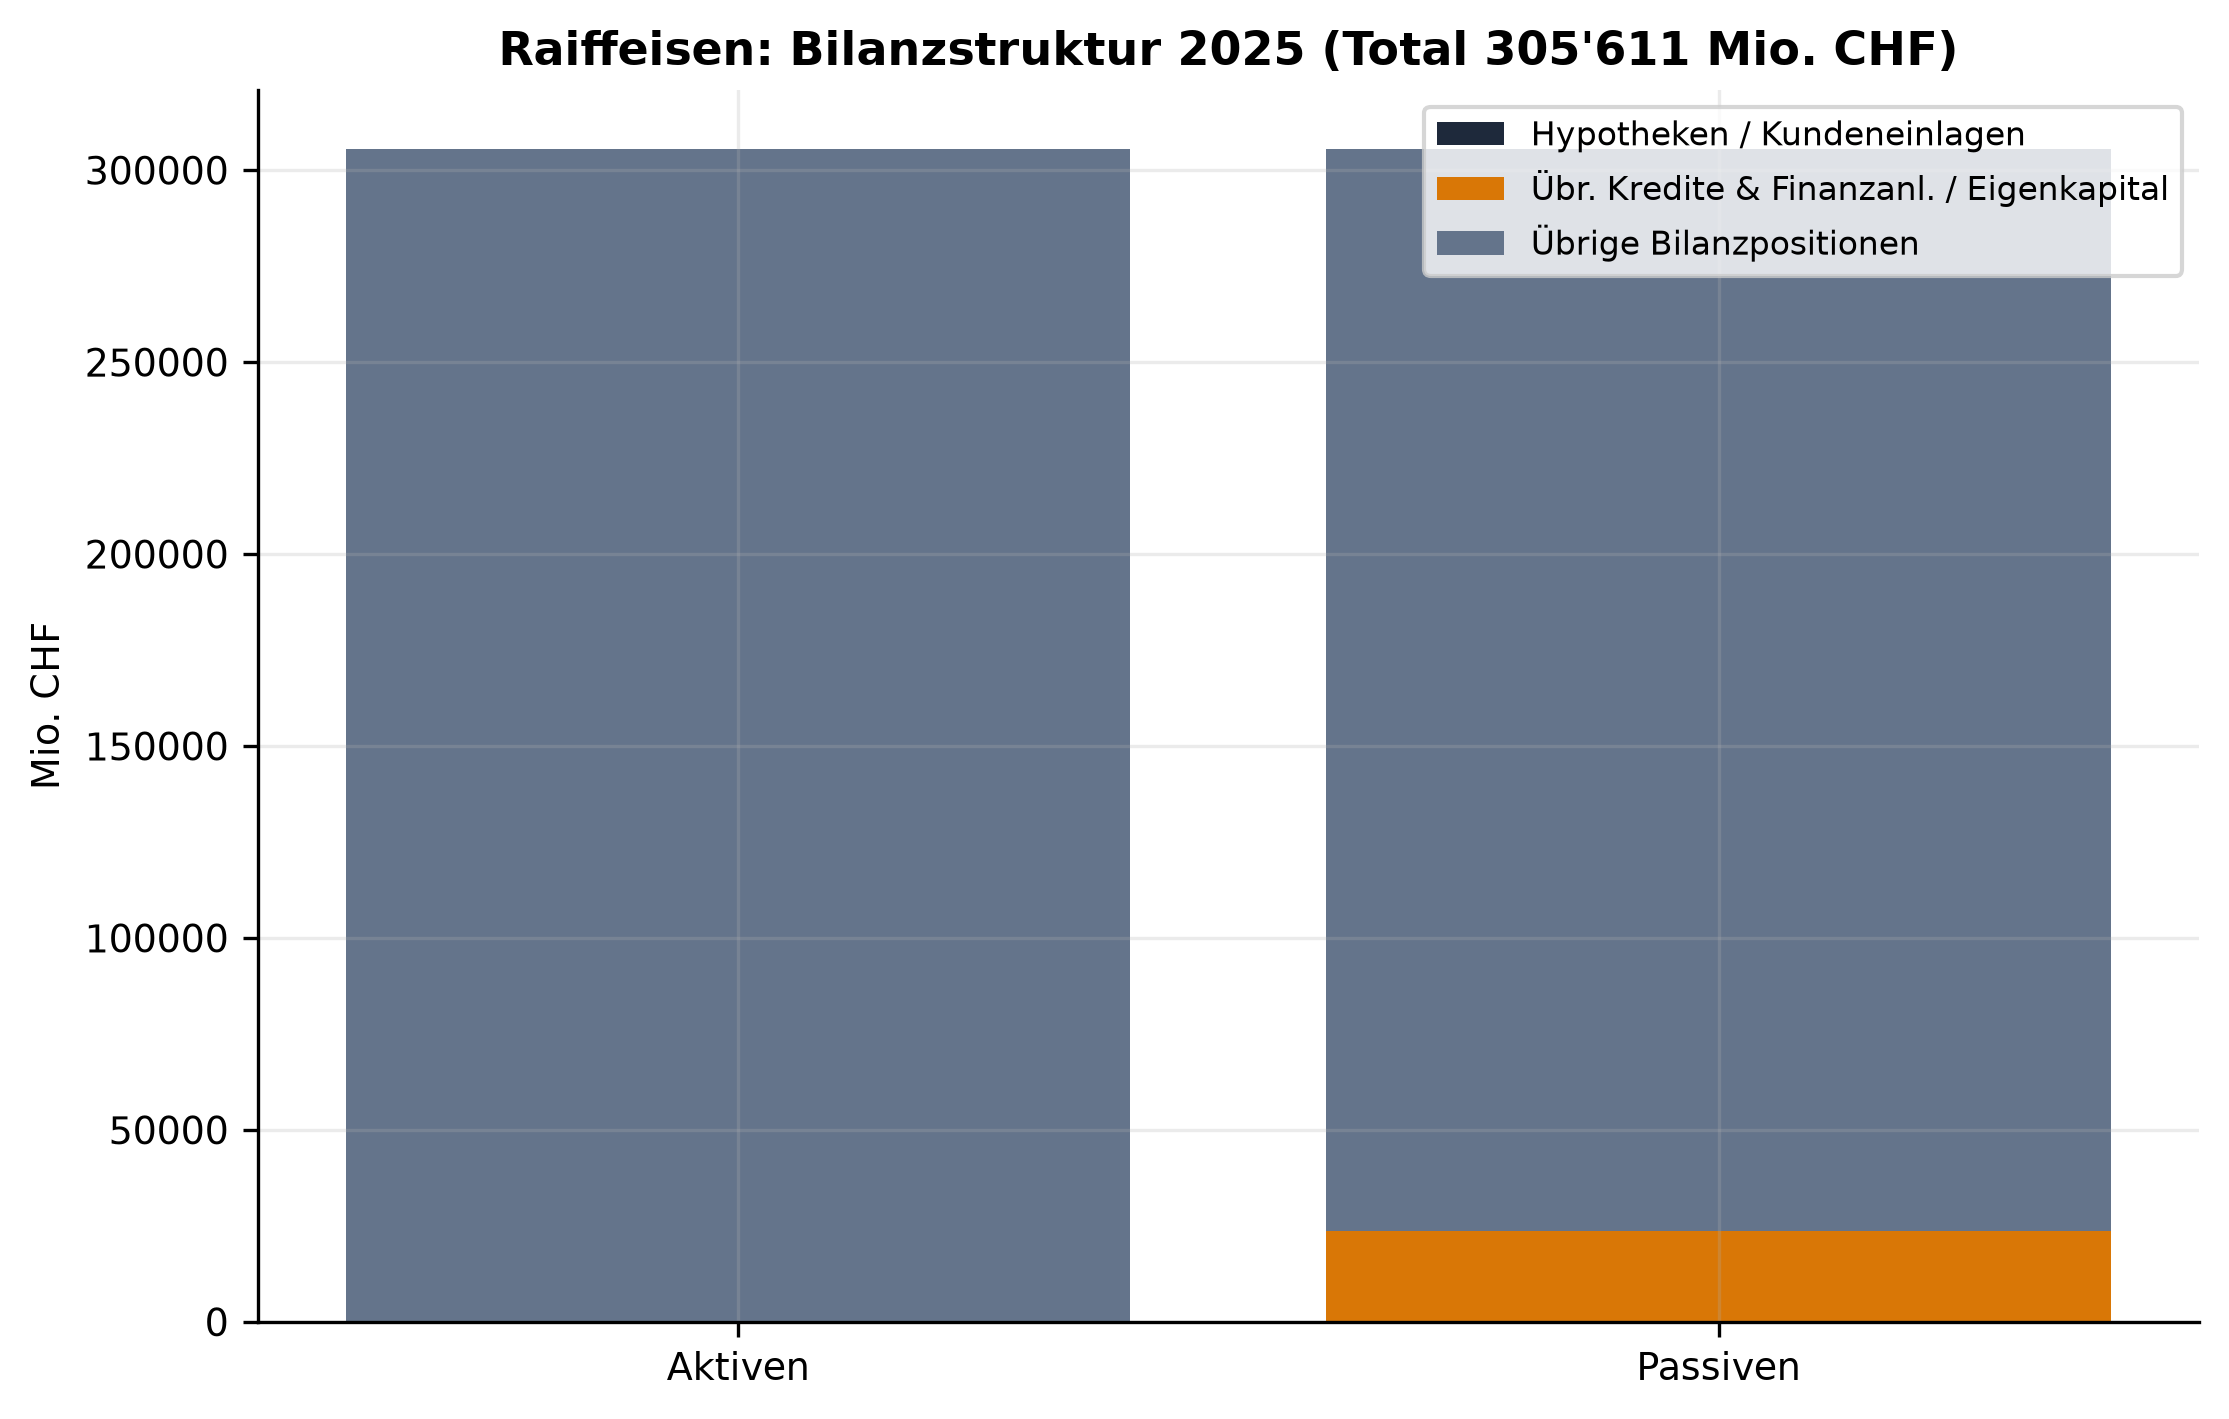 Raiffeisen: Bilanzstruktur 2025 (Total 305'611 Mio. CHF)
Hypotheken / Kundeneinlagen
Übr. Kredite & Finanzanl. / Eigenkapital
Übrige Bilanzpositionen
Mio. CHF
300000
250000
200000
150000
100000
50000
0
Aktiven
Passiven